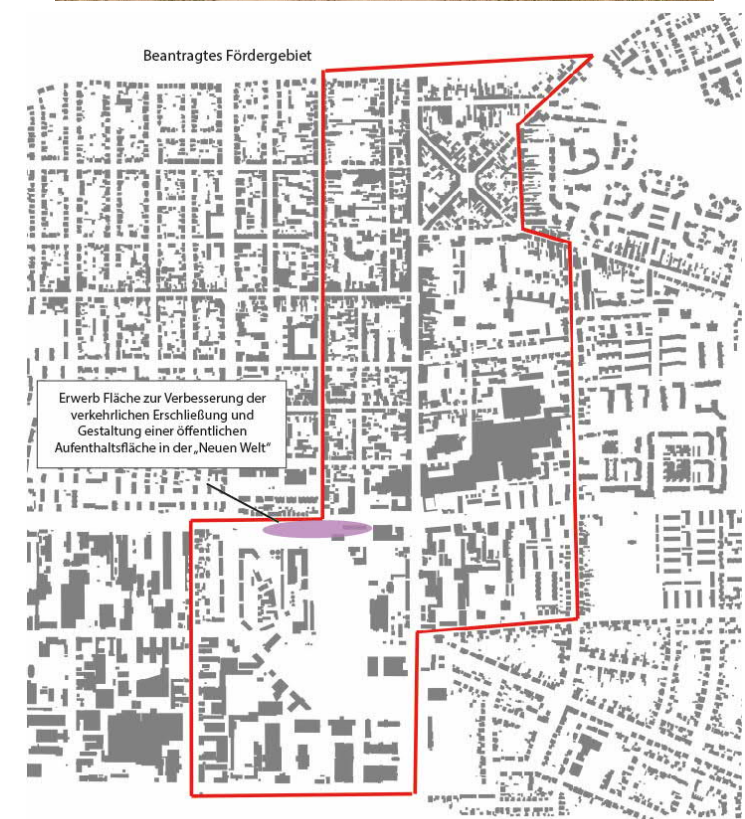 Beantragtes Fördergebiet
Erwerb Fläche zur Verbesserung der
verkehrlichen Erschließung und
Gestaltung einer öffentlichen
Aufenthaltsfläche in der „Neuen Welt“